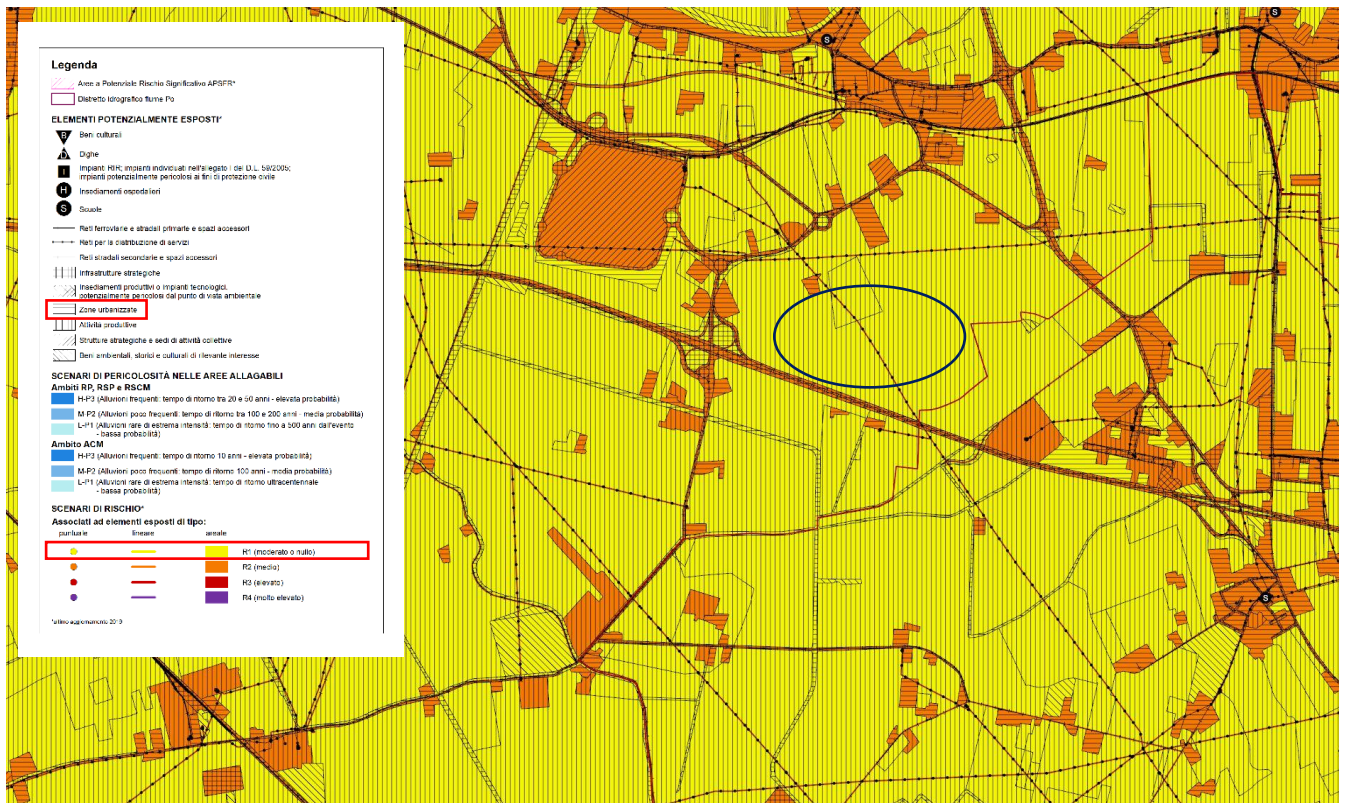 Legenda
Aree a Potenziale Rischio Significativo APSFR*
Distretto Idrografico fiume Po
ELEMENTI POTENZIALMENTE ESPOSTI*
B Beni culturali
D Dighe
I Impianti RIR; impianti individuati nell'allegato I del D.L. 59/2005;
impianti potenzialmente pericolosi ai fini di protezione civile
H Insediamenti ospedalieri
S Scuole
Reti ferroviarie e stradali primarie e spazi accessori
Reti per la distribuzione di servizi
Reti stradali secondarie e spazi accessori
Infrastrutture strategiche
Insediamenti produttivi o impianti tecnologici,
potenzialmente pericolosi dal punto di vista ambientale
Zone urbanizzate
Attività produttive
Strutture strategiche e sedi di attività collettive
Beni ambientali, storici e culturali di rilevante interesse
SCENARI DI PERICOLOSITÀ NELLE AREE ALLAGABILI
Ambiti RP, RSP e RSCM
H-P3 (Alluvioni frequenti: tempo di ritorno tra 20 e 50 anni - elevata probabilità)
M-P2 (Alluvioni poco frequenti: tempo di ritorno tra 100 e 200 anni - media probabilità)
L-P1 (Alluvioni rare di estrema intensità: tempo di ritorno fino a 500 anni dall'evento
- bassa probabilità)
Ambito ACM
H-P3 (Alluvioni frequenti: tempo di ritorno 10 anni - elevata probabilità)
M-P2 (Alluvioni poco frequenti: tempo di ritorno 100 anni - media probabilità)
L-P1 (Alluvioni rare di estrema intensità: tempo di ritorno ultracentennale
- bassa probabilità)
SCENARI DI RISCHIO*
Associati ad elementi esposti di tipo:
puntuale lineare areale
R1 (moderato o nullo)
R2 (medio)
R3 (elevato)
R4 (molto elevato)
*ultimo aggiornamento 2019
S
S
S